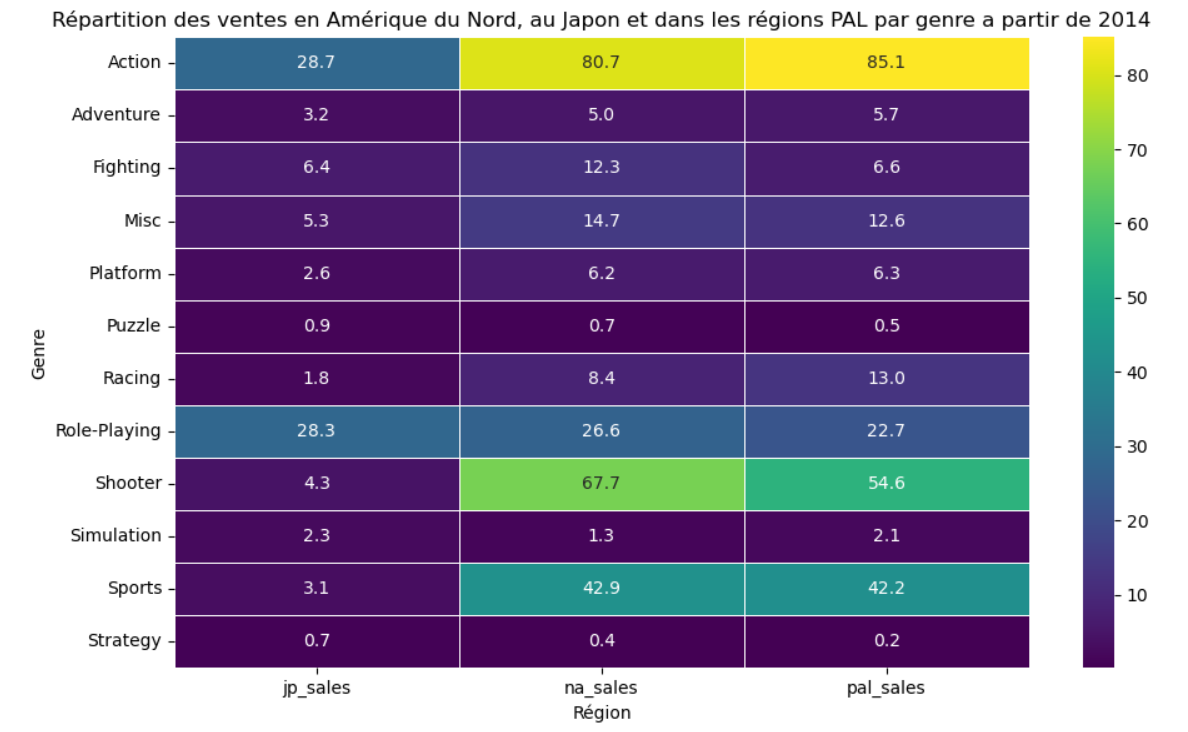 Répartition des ventes en Amérique du Nord, au Japon et dans les régions PAL par genre a partir de 2014
Action 28.7 80.7 85.1
Adventure 3.2 5.0 5.7
Fighting 6.4 12.3 6.6
Misc 5.3 14.7 12.6
Platform 2.6 6.2 6.3
Puzzle 0.9 0.7 0.5
Racing 1.8 8.4 13.0
Role-Playing 28.3 26.6 22.7
Shooter 4.3 67.7 54.6
Simulation 2.3 1.3 2.1
Sports 3.1 42.9 42.2
Strategy 0.7 0.4 0.2
jp_sales na_sales pal_sales
Région
Genre
80
70
60
50
40
30
20
10